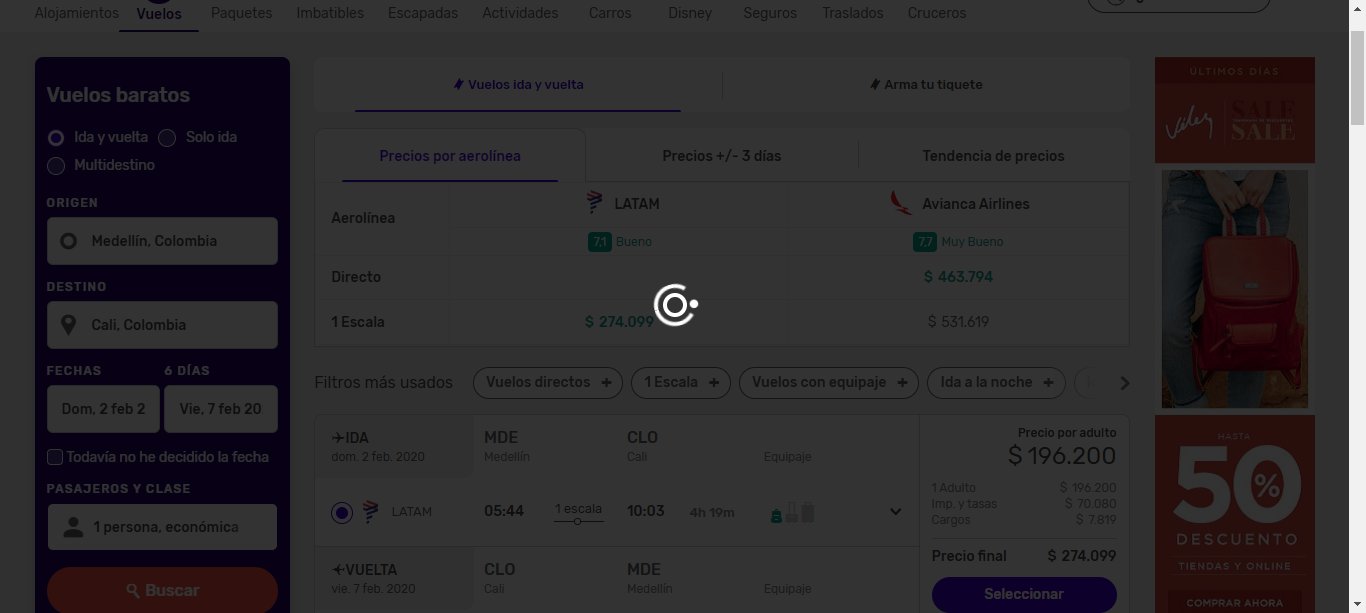 Alojamientos Vuelos Paquetes Imbatibles Escapadas Actividades Carros Disney Seguros Traslados Cruceros
Vuelos baratos
Ida y vuelta Solo ida
Multidestino
ORIGEN
Medellín, Colombia
DESTINO
Cali, Colombia
FECHAS 6 DÍAS
Dom, 2 feb 2 Vie, 7 feb 20
Todavía no he decidido la fecha
PASAJEROS Y CLASE
1 persona, económica
Buscar
Vuelos ida y vuelta Arma tu tiquete
Precios por aerolínea Precios +/- 3 días Tendencia de precios
Aerolínea LATAM Avianca Airlines
7,1 Bueno 7,7 Muy Bueno
Directo $ 463.794
1 Escala $ 274.099 $ 531.619
Filtros más usados Vuelos directos + 1 Escala + Vuelos con equipaje + Ida a la noche +
IDA MDE CLO
dom. 2 feb. 2020 Medellín Cali Equipaje
LATAM 05:44 1 escala 10:03 4h 19m
VUELTA CLO MDE
vie. 7 feb. 2020 Cali Medellín Equipaje
Precio por adulto
$ 196.200
1 Adulto $ 196.200
Imp. y tasas $ 70.080
Cargos $ 7.819
Precio final $ 274.099
Seleccionar
ÚLTIMOS DÍAS
Vélez SALE
SALE
HASTA
50%
DESCUENTO
TIENDAS Y ONLINE
COMPRAR AHORA